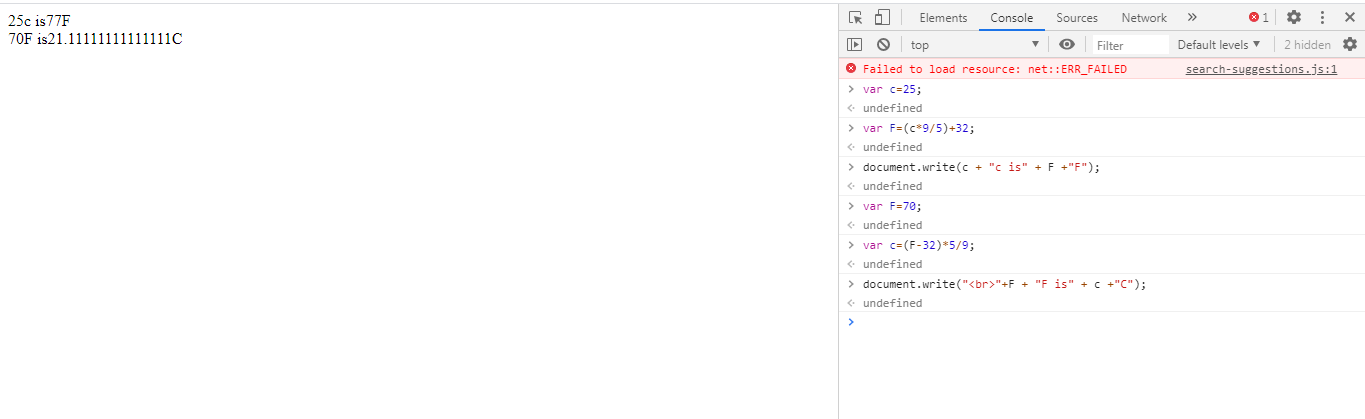 25c is77F
70F is21.11111111111111C
Elements Console Sources Network » 1
top Filter Default levels 2 hidden
Failed to load resource: net::ERR_FAILED search-suggestions.js:1
> var c=25;
undefined
> var F=(c*9/5)+32;
undefined
> document.write(c + "c is" + F +"F");
undefined
> var F=70;
undefined
> var c=(F-32)*5/9;
undefined
> document.write("<br>"+F + "F is" + c +"C");
undefined
>